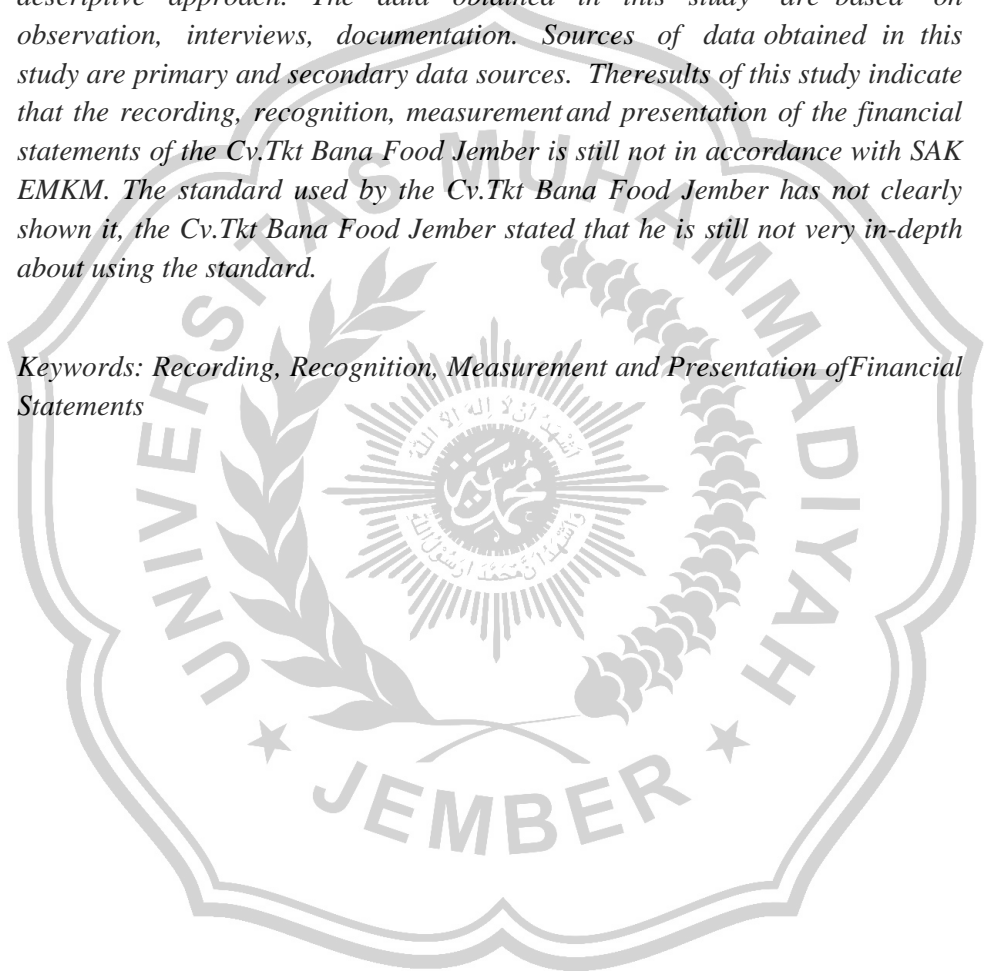 descriptive approach. The data obtained in this study are based on
observation, interviews, documentation. Sources of data obtained in this
study are primary and secondary data sources. Theresults of this study indicate
that the recording, recognition, measurementand presentation of the financial
statements of the Cv.Tkt Bana Food Jember is still not in accordance with SAK
EMKM. The standard used by the Cv.Tkt Bana Food Jember has not clearly
shown it, the Cv.Tkt Bana Food Jember stated that he is still not very in-depth
about using the standard.
Keywords: Recording, Recognition, Measurement and Presentation ofFinancial
Statements
UNIVERSITAS MUHAMMADIYAH
JEMBER